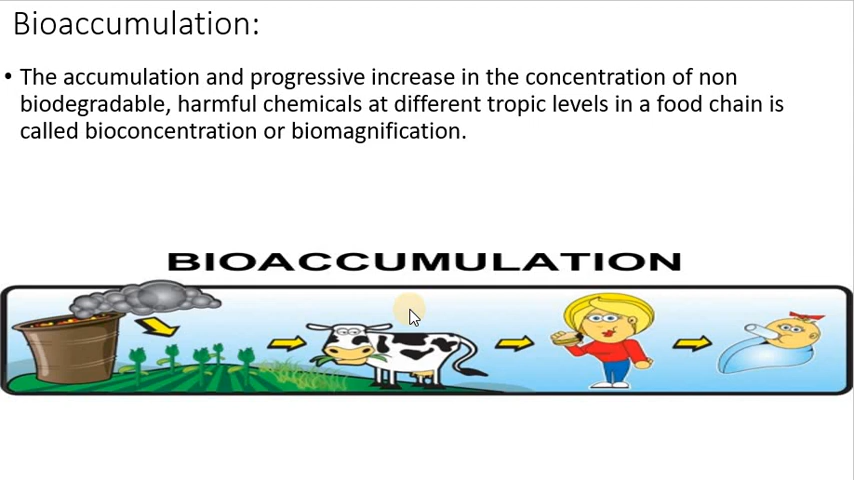 Bioaccumulation:
• The accumulation and progressive increase in the concentration of non
biodegradable, harmful chemicals at different tropic levels in a food chain is
called bioconcentration or biomagnification.
BIOACCUMULATION